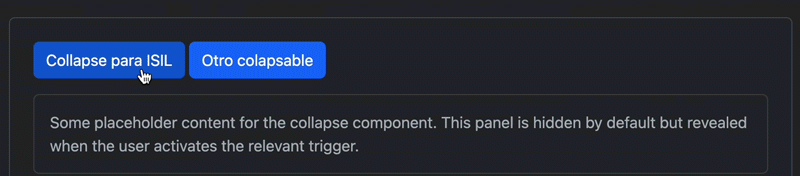 Collapse para ISIL
Otro colapsable
Some placeholder content for the collapse component. This panel is hidden by default but revealed
when the user activates the relevant trigger.